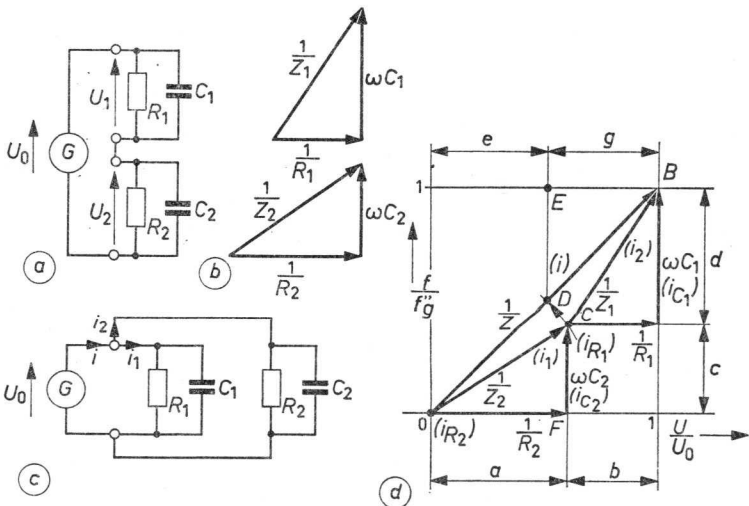 U₀
G
U₁
R₁
C₁
U₂
R₂
C₂
a
1/Z₁
ωC₁
1/R₁
1/Z₂
ωC₂
1/R₂
b
U₀
G
i₂
i
i₁
R₁
C₁
R₂
C₂
c
e
g
1
E
B
f/f"g
(i)
(i₂)
ωC₁
(iC₁)
d
D
1/Z
1/Z₁
C
(iR₁)
1/R₁
(i₁)
1/Z₂
ωC₂
(iC₂)
c
0
(iR₂)
1/R₂
F
1
U/U₀
a
b
d